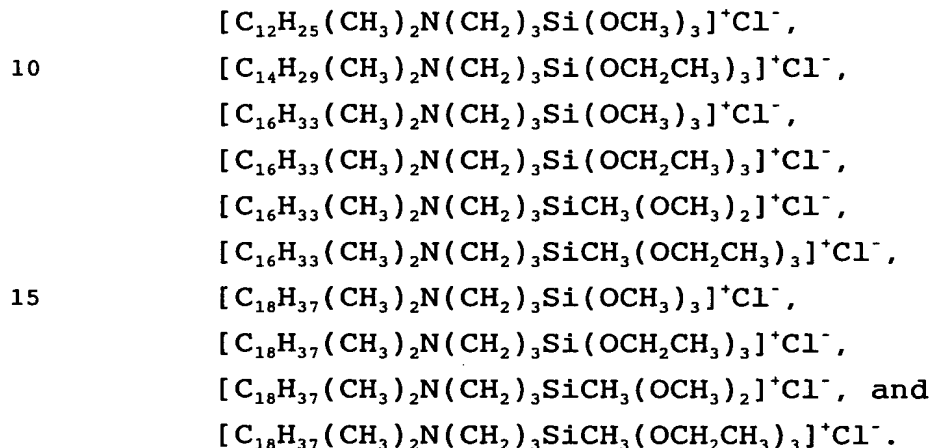 [C₁₂H₂₅(CH₃)₂N(CH₂)₃Si(OCH₃)₃]⁺Cl⁻,
10 [C₁₄H₂₉(CH₃)₂N(CH₂)₃Si(OCH₂CH₃)₃]⁺Cl⁻,
[C₁₆H₃₃(CH₃)₂N(CH₂)₃Si(OCH₃)₃]⁺Cl⁻,
[C₁₆H₃₃(CH₃)₂N(CH₂)₃Si(OCH₂CH₃)₃]⁺Cl⁻,
[C₁₆H₃₃(CH₃)₂N(CH₂)₃SiCH₃(OCH₃)₂]⁺Cl⁻,
[C₁₆H₃₃(CH₃)₂N(CH₂)₃SiCH₃(OCH₂CH₃)₃]⁺Cl⁻,
15 [C₁₈H₃₇(CH₃)₂N(CH₂)₃Si(OCH₃)₃]⁺Cl⁻,
[C₁₈H₃₇(CH₃)₂N(CH₂)₃Si(OCH₂CH₃)₃]⁺Cl⁻,
[C₁₈H₃₇(CH₃)₂N(CH₂)₃SiCH₃(OCH₃)₂]⁺Cl⁻, and
[C₁₈H₃₇(CH₃)₂N(CH₂)₃SiCH₃(OCH₂CH₃)₃]⁺Cl⁻.